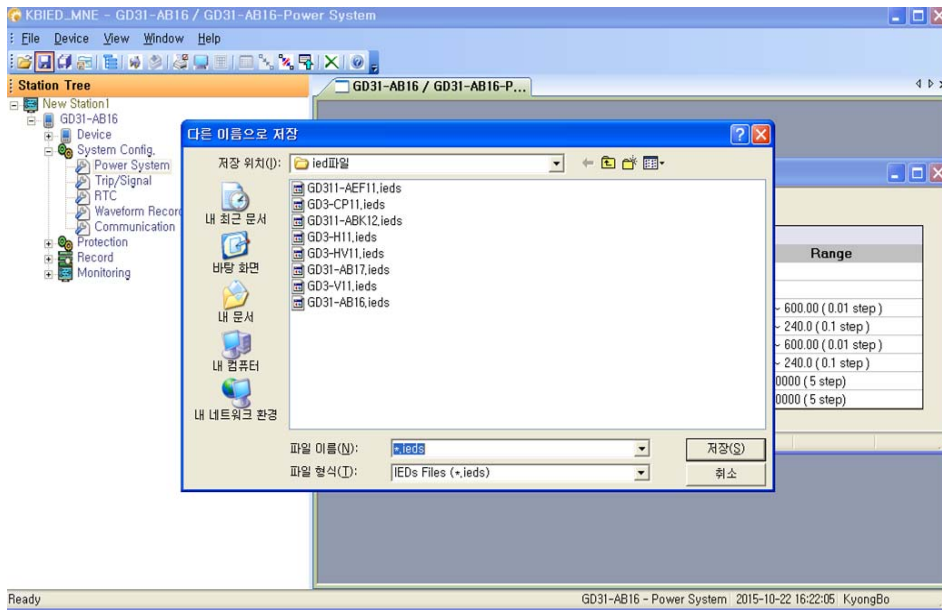 KBIED_MNE - GD31-AB16 / GD31-AB16-Power System
File Device View Window Help
Station Tree
GD31-AB16 / GD31-AB16-P...
New Station1
GD31-AB16
Device
System Config.
Power System
Trip/Signal
RTC
Waveform Record
Communication
Protection
Record
Monitoring
다른 이름으로 저장
저장 위치(I):
ied파일
내 최근 문서
바탕 화면
내 문서
내 컴퓨터
내 네트워크 환경
GD311-AEF11.ieds
GD3-CP11.ieds
GD311-ABK12.ieds
GD3-H11.ieds
GD3-HV11.ieds
GD31-AB17.ieds
GD3-V11.ieds
GD31-AB16.ieds
파일 이름(N):
*.ieds
저장(S)
파일 형식(T):
IEDs Files (*.ieds)
취소
Range
~ 600.00 ( 0.01 step )
~ 240.0 ( 0.1 step )
~ 600.00 ( 0.01 step )
~ 240.0 ( 0.1 step )
0000 ( 5 step)
0000 ( 5 step)
Ready
GD31-AB16 - Power System 2015-10-22 16:22:05 KyongBo